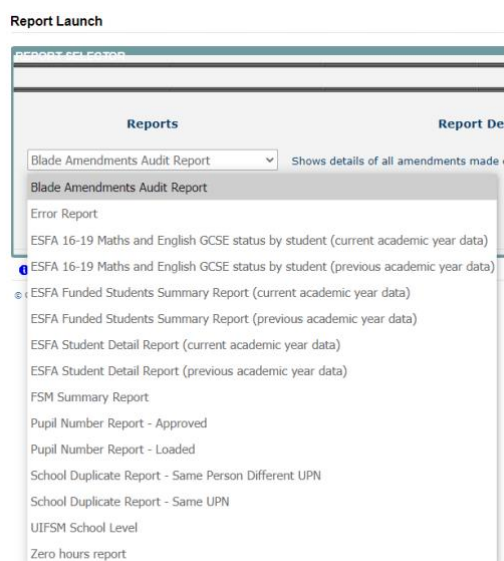 Report Launch
REPORT SELECTOR
Reports Report De
Blade Amendments Audit Report Shows details of all amendments made
Blade Amendments Audit Report
Error Report
ESFA 16-19 Maths and English GCSE status by student (current academic year data)
ESFA 16-19 Maths and English GCSE status by student (previous academic year data)
ESFA Funded Students Summary Report (current academic year data)
ESFA Funded Students Summary Report (previous academic year data)
ESFA Student Detail Report (current academic year data)
ESFA Student Detail Report (previous academic year data)
FSM Summary Report
Pupil Number Report - Approved
Pupil Number Report - Loaded
School Duplicate Report - Same Person Different UPN
School Duplicate Report - Same UPN
UIFSM School Level
Zero hours report